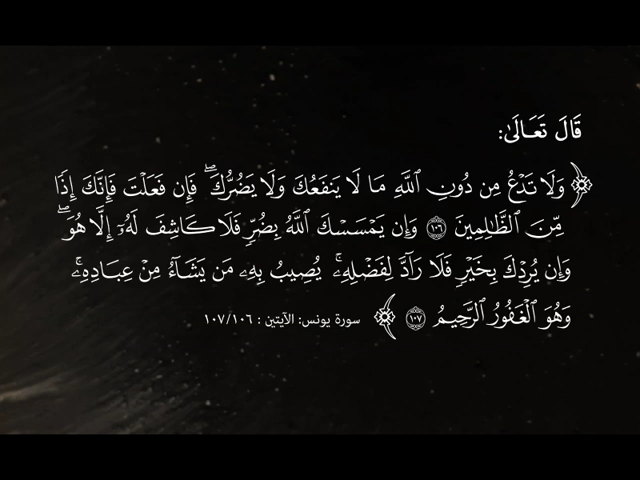 قَالَ تَعَالَىٰ:
﴿ وَلَا تَدْعُ مِن دُونِ ٱللَّهِ مَا لَا يَنفَعُكَ وَلَا يَضُرُّكَۖ فَإِن فَعَلْتَ فَإِنَّكَ إِذًا
مِّنَ ٱلظَّٰلِمِينَ ١٠٦ وَإِن يَمْسَسْكَ ٱللَّهُ بِضُرٍّ فَلَا كَاشِفَ لَهُۥٓ إِلَّا هُوَۖ
وَإِن يُرِدْكَ بِخَيْرٍ فَلَا رَآدَّ لِفَضْلِهِۦۚ يُصِيبُ بِهِۦ مَن يَشَآءُ مِنْ عِبَادِهِۦۚ
وَهُوَ ٱلْغَفُورُ ٱلرَّحِيمُ ١٠٧ ﴾ سورة يونس: الآيتين : ١٠٧/١٠٦